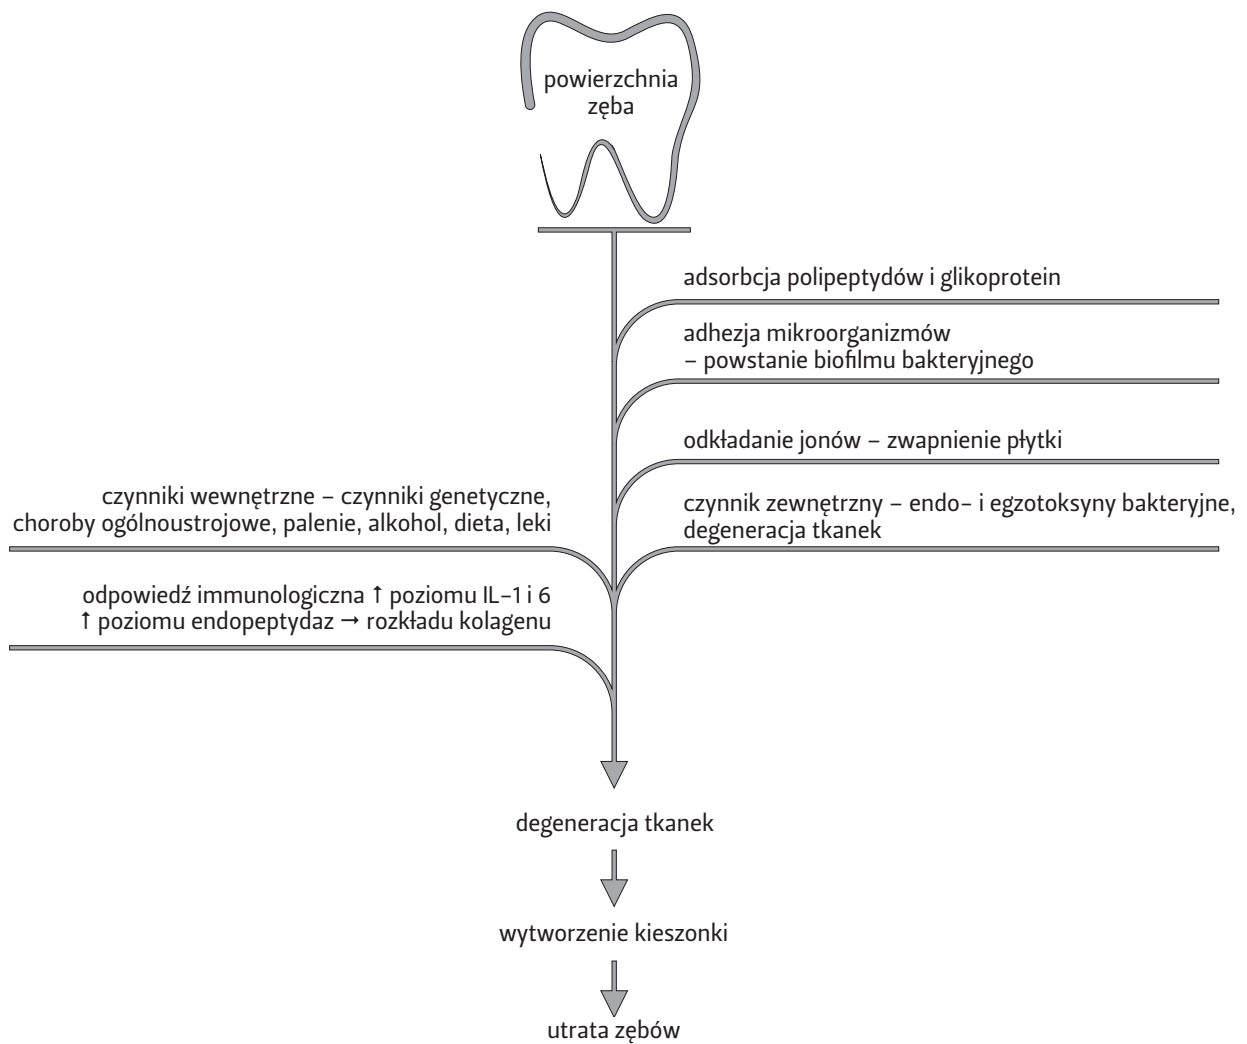 powierzchnia
zęba
adsorbcja polipeptydów i glikoprotein
adhezja mikroorganizmów
– powstanie biofilmu bakteryjnego
odkładanie jonów – zwapnienie płytki
czynniki wewnętrzne – czynniki genetyczne,
choroby ogólnoustrojowe, palenie, alkohol, dieta, leki
czynnik zewnętrzny – endo– i egzotoksyny bakteryjne,
degeneracja tkanek
odpowiedź immunologiczna ↑ poziomu IL–1 i 6
↑ poziomu endopeptydaz → rozkładu kolagenu
degeneracja tkanek
wytworzenie kieszonki
utrata zębów